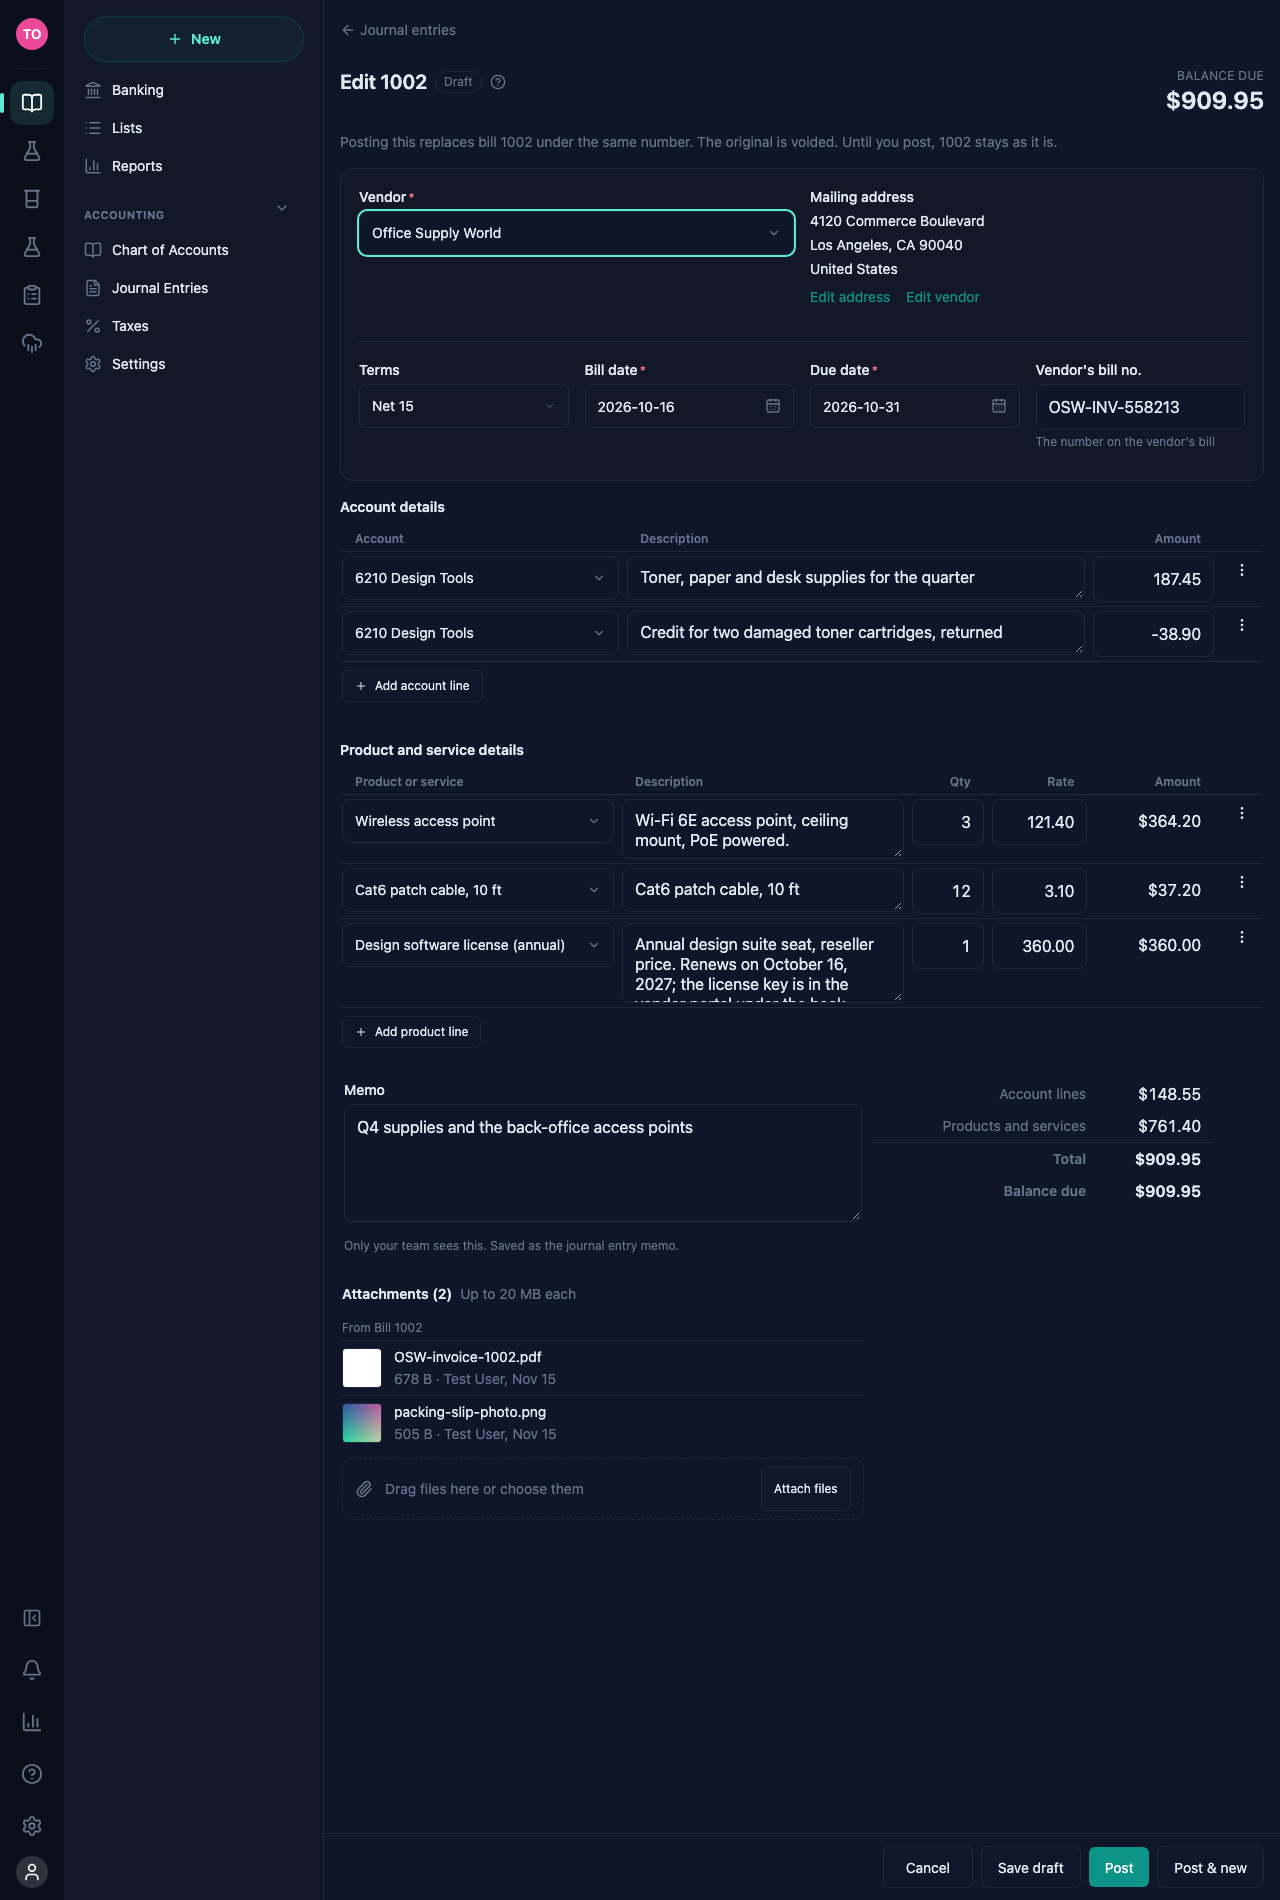 TO
New
Banking
Lists
Reports
ACCOUNTING
Chart of Accounts
Journal Entries
Taxes
Settings
Journal entries
Edit 1002 Draft
BALANCE DUE
$909.95
Posting this replaces bill 1002 under the same number. The original is voided. Until you post, 1002 stays as it is.
Vendor*
Office Supply World
Mailing address
4120 Commerce Boulevard
Los Angeles, CA 90040
United States
Edit address Edit vendor
Terms Bill date* Due date* Vendor's bill no.
Net 15 2026-10-16 2026-10-31 OSW-INV-558213
The number on the vendor's bill
Account details
Account Description Amount
6210 Design Tools Toner, paper and desk supplies for the quarter 187.45
6210 Design Tools Credit for two damaged toner cartridges, returned -38.90
Add account line
Product and service details
Product or service Description Qty Rate Amount
Wireless access point Wi-Fi 6E access point, ceiling 3 121.40 $364.20
mount, PoE powered.
Cat6 patch cable, 10 ft Cat6 patch cable, 10 ft 12 3.10 $37.20
Design software license (annual) Annual design suite seat, reseller 1 360.00 $360.00
price. Renews on October 16,
2027; the license key is in the
vendor portal under the book
Add product line
Memo
Q4 supplies and the back-office access points
Only your team sees this. Saved as the journal entry memo.
Account lines $148.55
Products and services $761.40
Total $909.95
Balance due $909.95
Attachments (2) Up to 20 MB each
From Bill 1002
OSW-invoice-1002.pdf
678 B · Test User, Nov 15
packing-slip-photo.png
505 B · Test User, Nov 15
Drag files here or choose them Attach files
Cancel Save draft Post Post & new